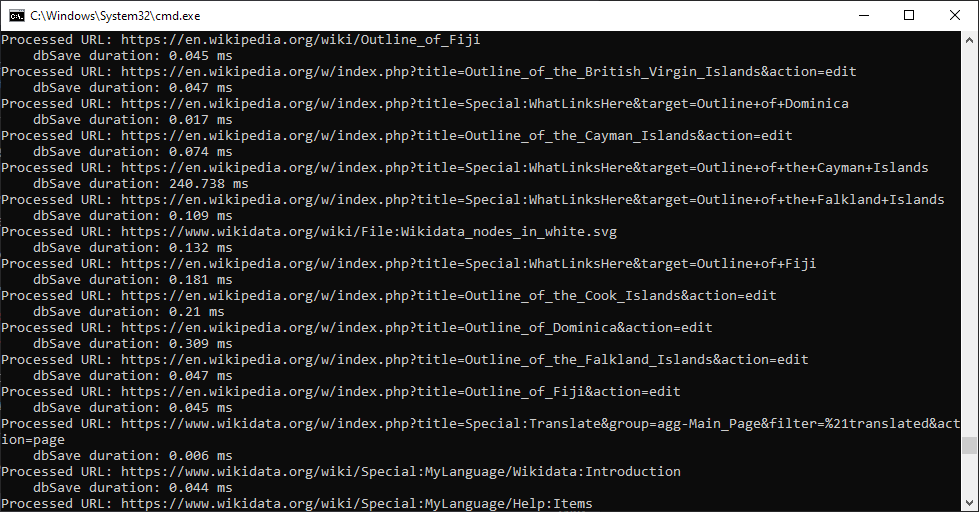 C:\Windows\System32\cmd.exe
Processed URL: https://en.wikipedia.org/wiki/Outline_of_Fiji
    dbSave duration: 0.045 ms
Processed URL: https://en.wikipedia.org/w/index.php?title=Outline_of_the_British_Virgin_Islands&action=edit
    dbSave duration: 0.047 ms
Processed URL: https://en.wikipedia.org/w/index.php?title=Special:WhatLinksHere&target=Outline+of+Dominica
    dbSave duration: 0.017 ms
Processed URL: https://en.wikipedia.org/w/index.php?title=Outline_of_the_Cayman_Islands&action=edit
    dbSave duration: 0.074 ms
Processed URL: https://en.wikipedia.org/w/index.php?title=Special:WhatLinksHere&target=Outline+of+the+Cayman+Islands
    dbSave duration: 240.738 ms
Processed URL: https://en.wikipedia.org/w/index.php?title=Special:WhatLinksHere&target=Outline+of+the+Falkland+Islands
    dbSave duration: 0.109 ms
Processed URL: https://www.wikidata.org/wiki/File:Wikidata_nodes_in_white.svg
    dbSave duration: 0.132 ms
Processed URL: https://en.wikipedia.org/w/index.php?title=Special:WhatLinksHere&target=Outline+of+Fiji
    dbSave duration: 0.181 ms
Processed URL: https://en.wikipedia.org/w/index.php?title=Outline_of_the_Cook_Islands&action=edit
    dbSave duration: 0.21 ms
Processed URL: https://en.wikipedia.org/w/index.php?title=Outline_of_Dominica&action=edit
    dbSave duration: 0.309 ms
Processed URL: https://en.wikipedia.org/w/index.php?title=Outline_of_the_Falkland_Islands&action=edit
    dbSave duration: 0.047 ms
Processed URL: https://en.wikipedia.org/w/index.php?title=Outline_of_Fiji&action=edit
    dbSave duration: 0.045 ms
Processed URL: https://www.wikidata.org/w/index.php?title=Special:Translate&group=agg-Main_Page&filter=%21translated&act
ion=page
    dbSave duration: 0.006 ms
Processed URL: https://www.wikidata.org/wiki/Special:MyLanguage/Wikidata:Introduction
    dbSave duration: 0.044 ms
Processed URL: https://www.wikidata.org/wiki/Special:MyLanguage/Help:Items